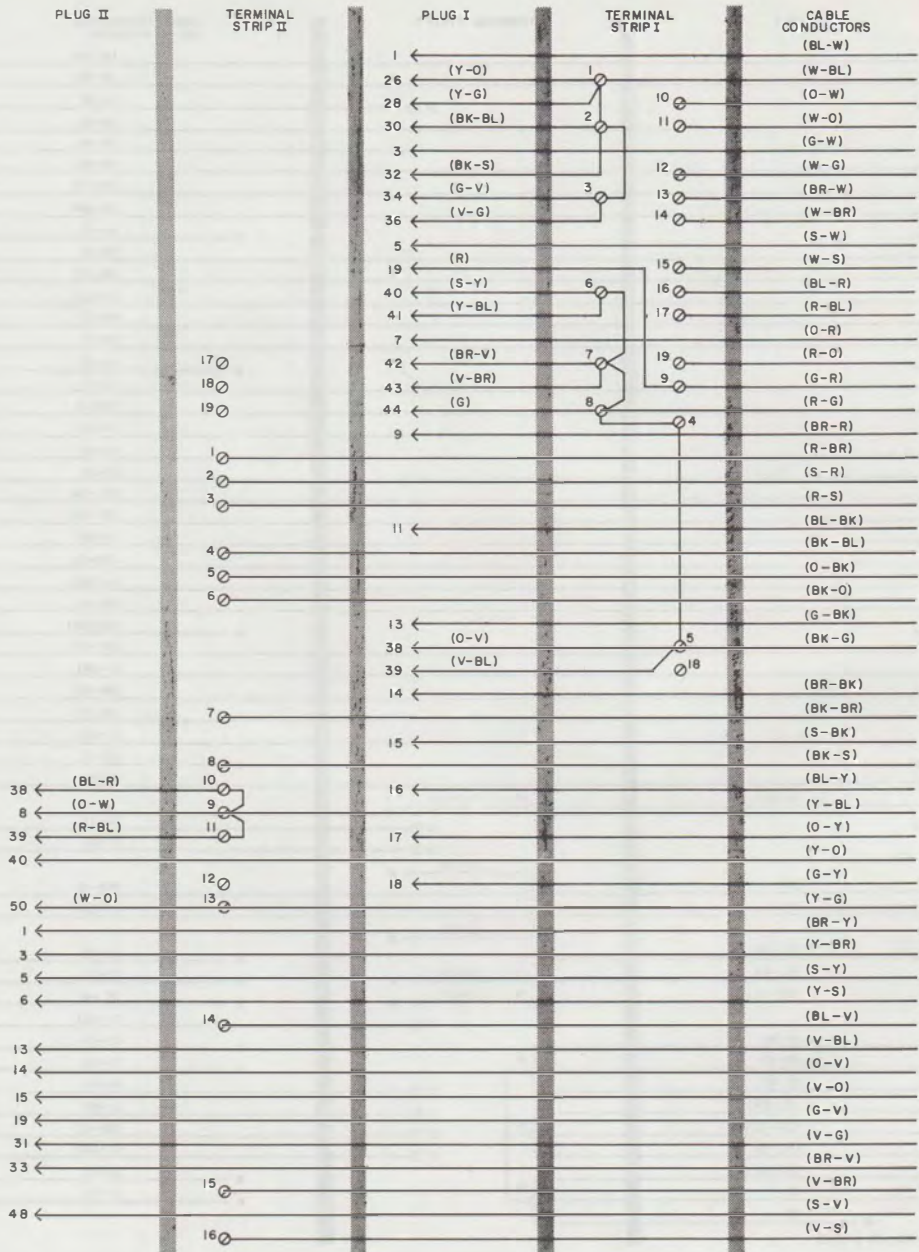 PLUG II TERMINAL STRIP II PLUG I TERMINAL STRIP I CABLE CONDUCTORS
1 (BL-W)
26 (Y-O) 1 (W-BL)
28 (Y-G) 10 (O-W)
30 (BK-BL) 2 11 (W-O)
3 (G-W)
32 (BK-S) 12 (W-G)
34 (G-V) 3 13 (BR-W)
36 (V-G) 14 (W-BR)
5 (S-W)
19 (R) 15 (W-S)
40 (S-Y) 6 16 (BL-R)
41 (Y-BL) 17 (R-BL)
7 (O-R)
17 42 (BR-V) 7 19 (R-O)
18 43 (V-BR) 9 (G-R)
19 44 (G) 8 (R-G)
9 4 (BR-R)
1 (R-BR)
2 (S-R)
3 (R-S)
11 (BL-BK)
4 (BK-BL)
5 (O-BK)
6 (BK-O)
13 (G-BK)
38 (O-V) 5 (BK-G)
39 (V-BL) 18
14 (BR-BK)
7 (BK-BR)
15 (S-BK)
8 (BK-S)
38 (BL-R) 10 16 (BL-Y)
8 (O-W) 9 (Y-BL)
39 (R-BL) 11 17 (O-Y)
40 (Y-O)
12 18 (G-Y)
50 (W-O) 13 (Y-G)
1 (BR-Y)
3 (Y-BR)
5 (S-Y)
6 (Y-S)
14 (BL-V)
13 (V-BL)
14 (O-V)
15 (V-O)
19 (G-V)
31 (V-G)
33 (BR-V)
15 (V-BR)
48 (S-V)
16 (V-S)